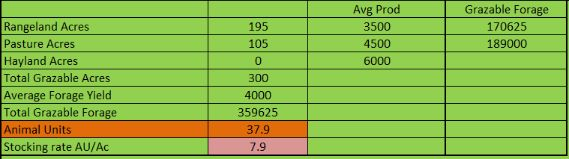 Avg Prod Grazable Forage
Rangeland Acres 195 3500 170625
Pasture Acres 105 4500 189000
Hayland Acres 0 6000
Total Grazable Acres 300
Average Forage Yield 4000
Total Grazable Forage 359625
Animal Units 37.9
Stocking rate AU/Ac 7.9